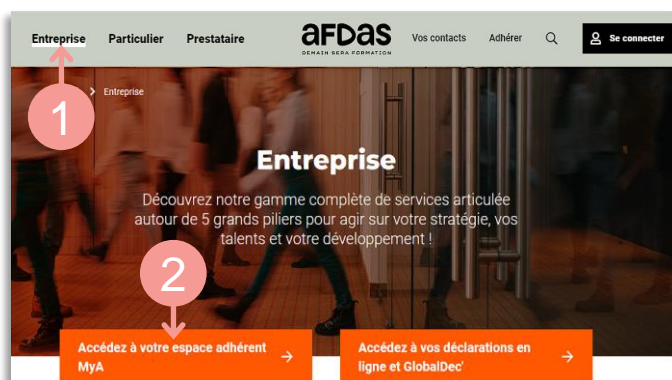 Entreprise Particulier Prestataire afdas Vos contacts Adhérer Se connecter
DEMAIN SERA FORMATION
1
> Entreprise
Entreprise
Découvrez notre gamme complète de services articulée
autour de 5 grands piliers pour agir sur votre stratégie, vos
talents et votre développement !
2
Accédez à votre espace adhérent
MyA
Accédez à vos déclarations en
ligne et GlobalDec'